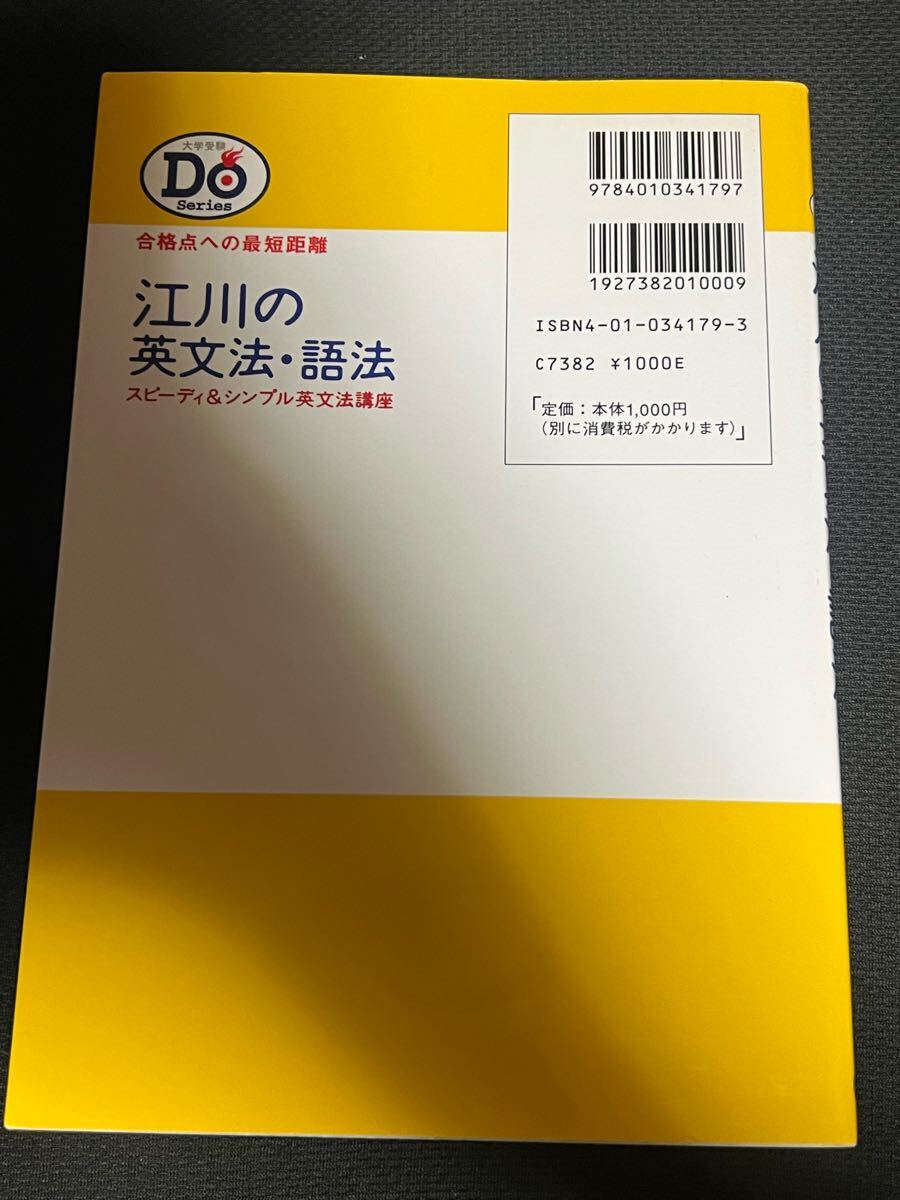 大学受験
Do
Series
合格点への最短距離
江川の
英文法・語法
スピーディ&シンプル英文法講座
9784010341797
1927382010009
ISBN4-01-034179-3
C7382 ¥1000E
「定価:本体1,000円
(別に消費税がかかります)」